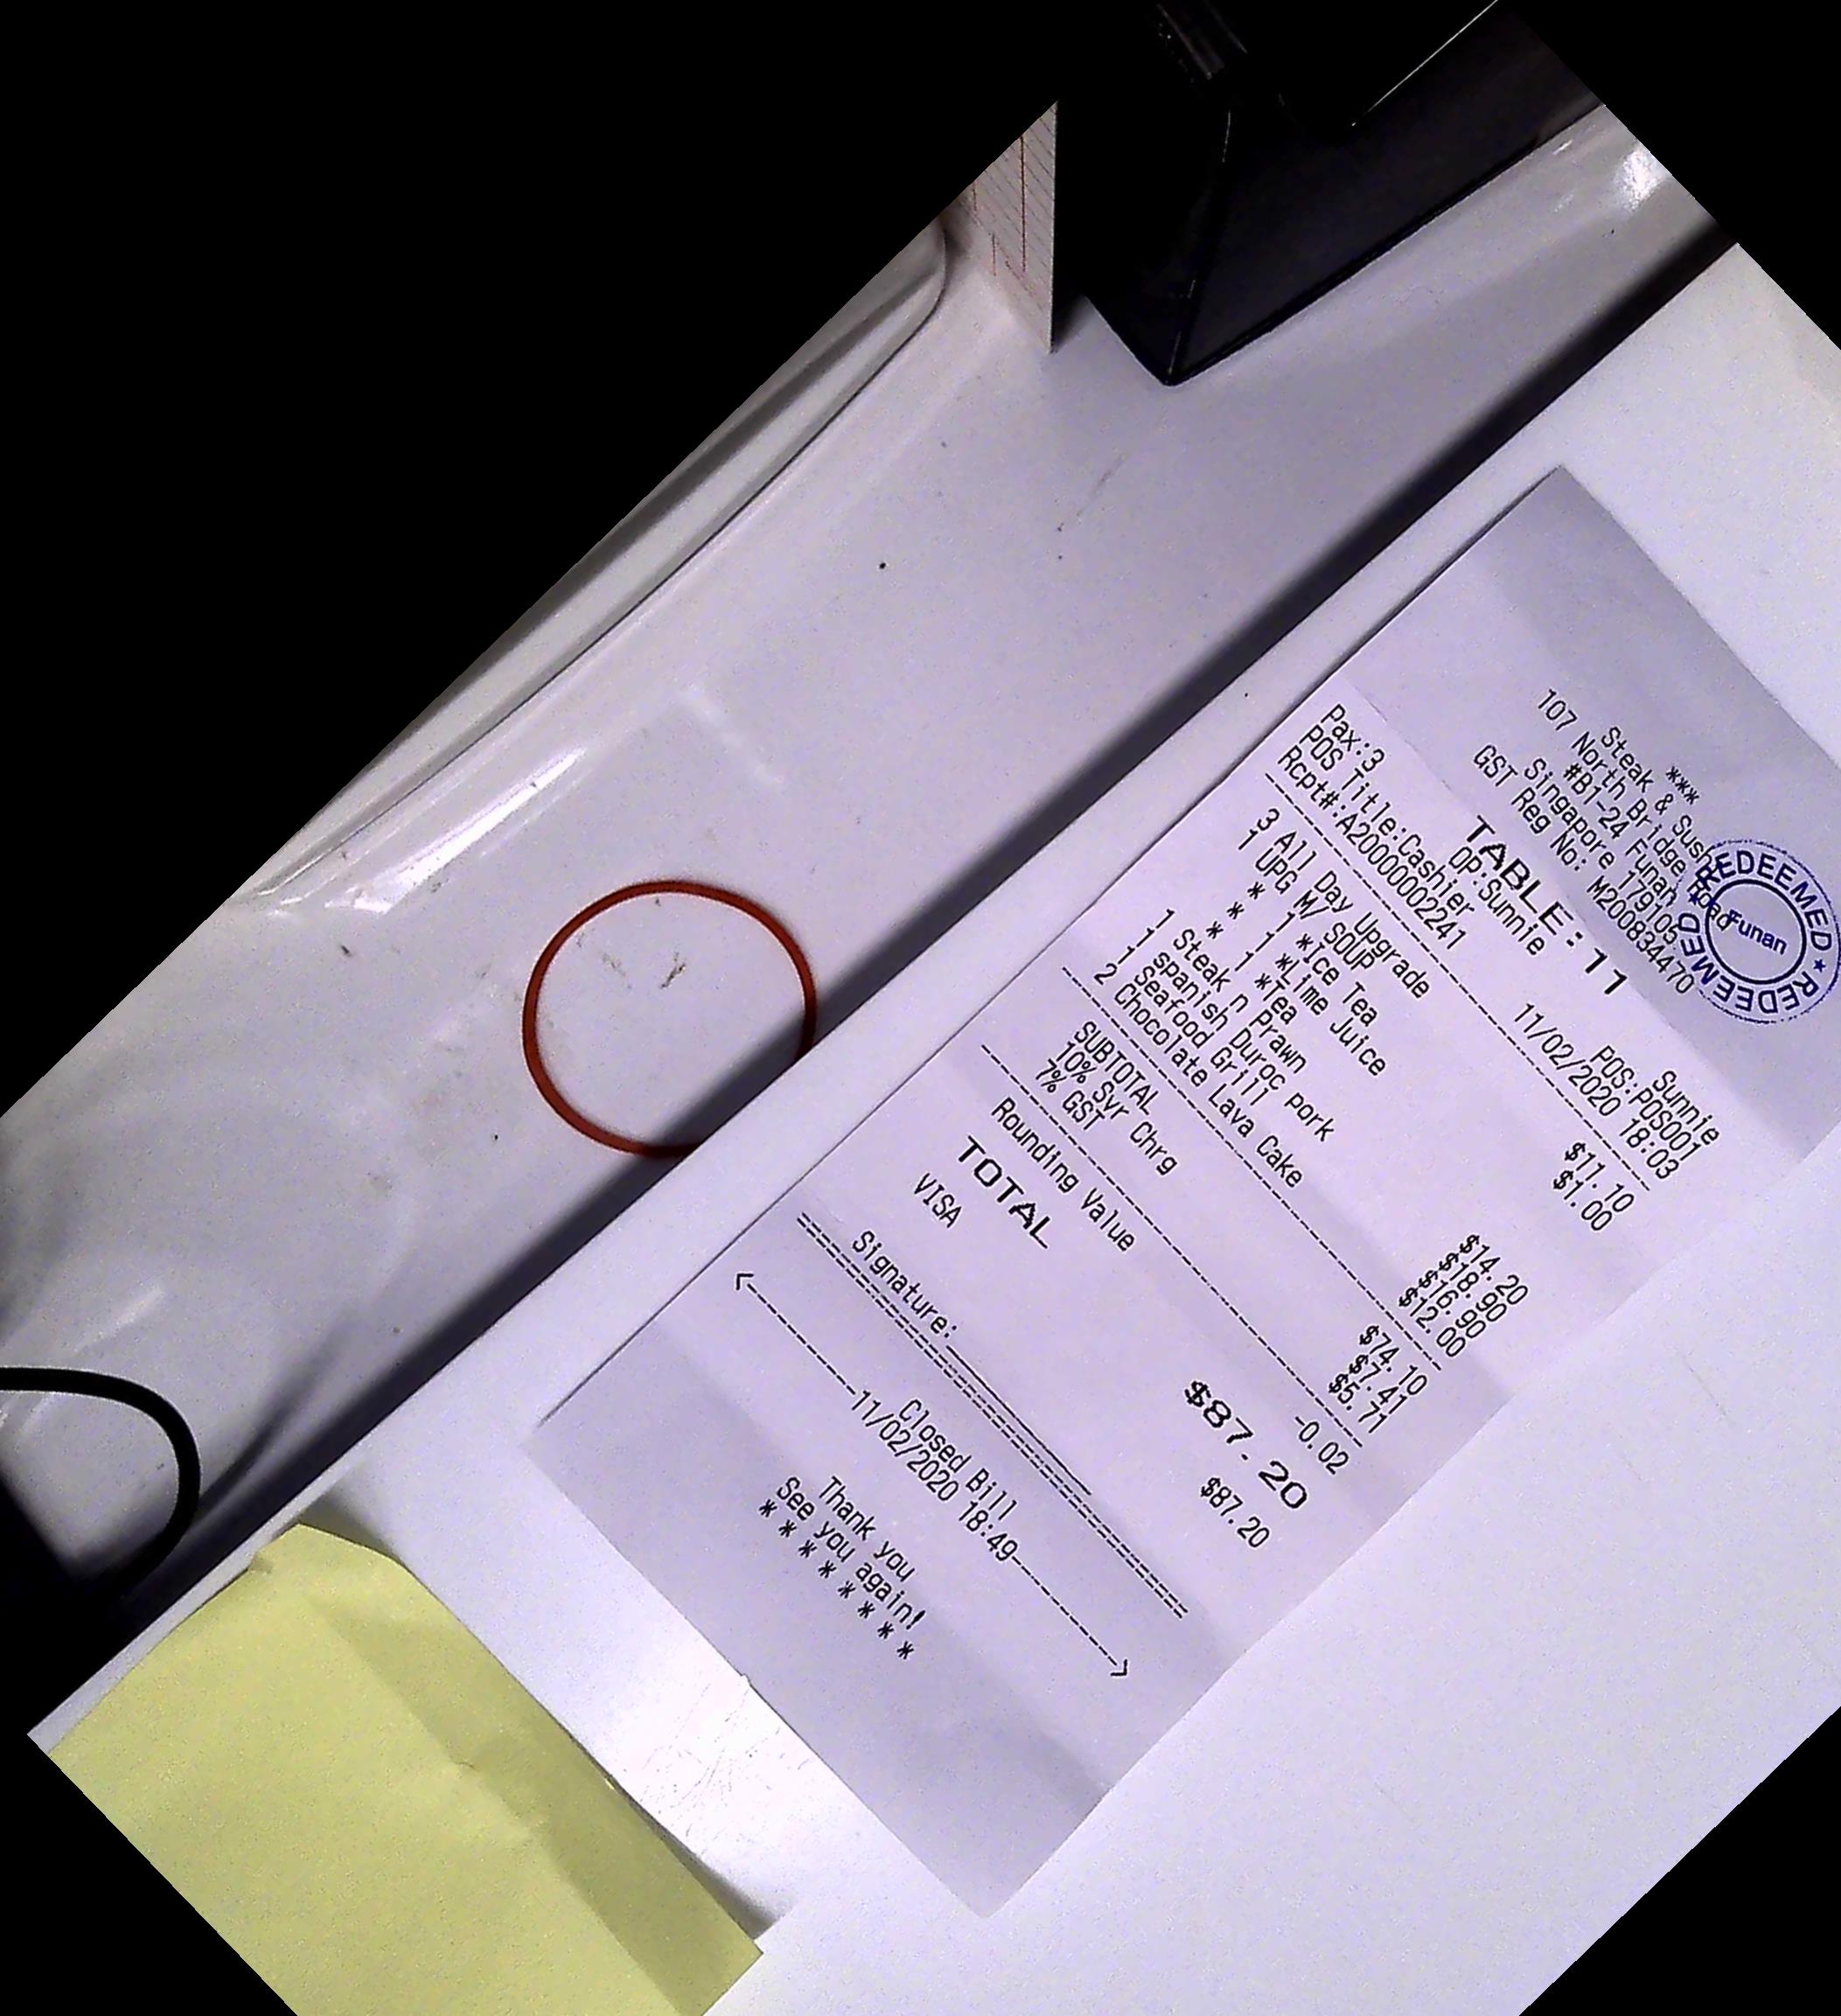 ***
Steak & Sushi
107 North Bridge Road
#B1-24 Funan
Singapore 179105
GST Reg No: M200834470
REDEEMED ★ REDEEMED ★
Funan
TABLE: 11
Pax:3 OP:Sunnie Sunnie
POS Title:Cashier POS:POS001
Rcpt#:A20000002241 11/02/2020 18:03
3 All Day Upgrade $11.10
1 UPG M/ SOUP $1.00
* 1 *Ice Tea
* 1 *Lime Juice
* 1 *Tea
1 Steak n Prawn $14.20
1 spanish Duroc pork $18.90
1 Seafood Grill $16.90
2 Chocolate Lava Cake $12.00
SUBTOTAL $74.10
10% Svr Chrg $7.41
7% GST $5.71
Rounding Value -0.02
TOTAL $87.20
VISA $87.20
Signature:
Closed Bill
<----------11/02/2020 18:49---------->
Thank you
See you again!
* * * * * * * *